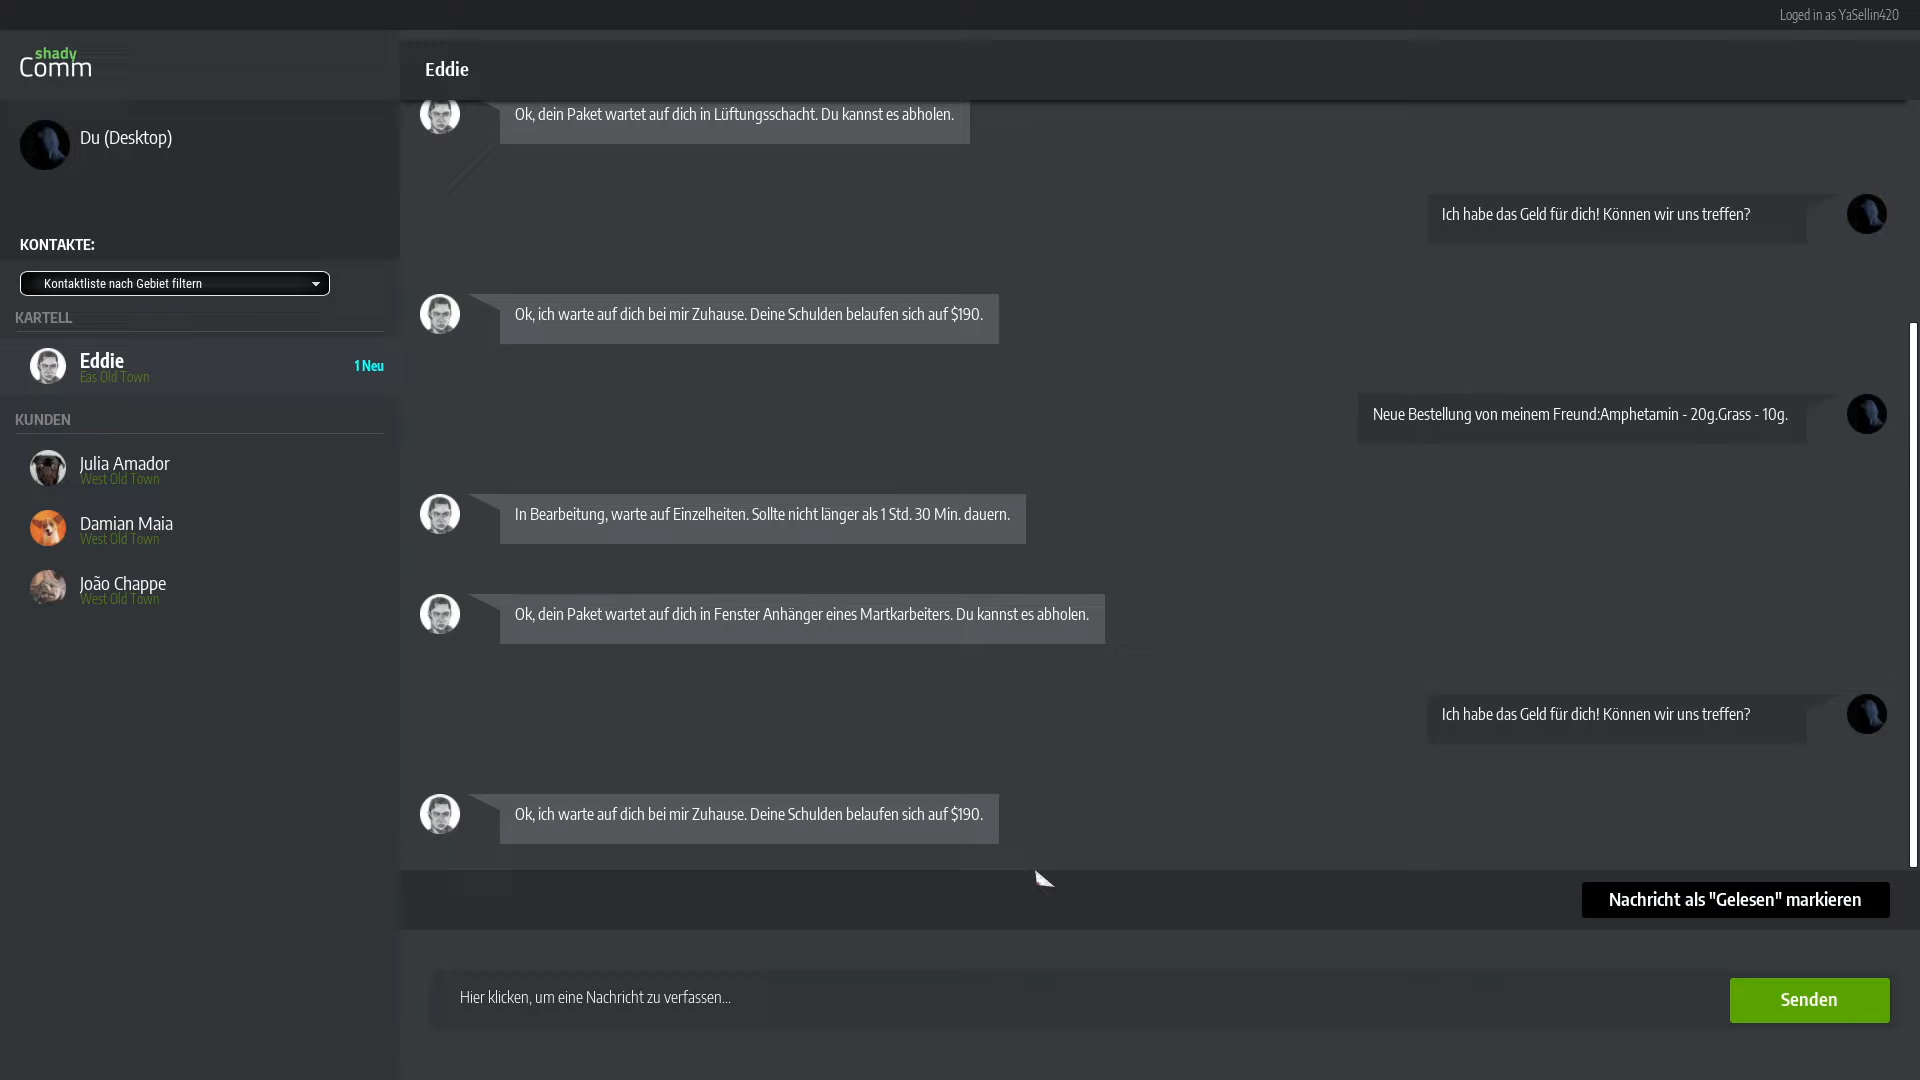 Loged in as YaSellin420
shady
Comm
Eddie
Du (Desktop)
KONTAKTE:
Kontaktliste nach Gebiet filtern
KARTELL
Eddie
Eas Old Town
1 Neu
KUNDEN
Julia Amador
West Old Town
Damian Maia
West Old Town
João Chappe
West Old Town
Ok, dein Paket wartet auf dich in Lüftungsschacht. Du kannst es abholen.
Ich habe das Geld für dich! Können wir uns treffen?
Ok, ich warte auf dich bei mir Zuhause. Deine Schulden belaufen sich auf $190.
Neue Bestellung von meinem Freund:Amphetamin - 20g.Grass - 10g.
In Bearbeitung, warte auf Einzelheiten. Sollte nicht länger als 1 Std. 30 Min. dauern.
Ok, dein Paket wartet auf dich in Fenster Anhänger eines Martkarbeiters. Du kannst es abholen.
Ich habe das Geld für dich! Können wir uns treffen?
Ok, ich warte auf dich bei mir Zuhause. Deine Schulden belaufen sich auf $190.
Nachricht als "Gelesen" markieren
Hier klicken, um eine Nachricht zu verfassen...
Senden